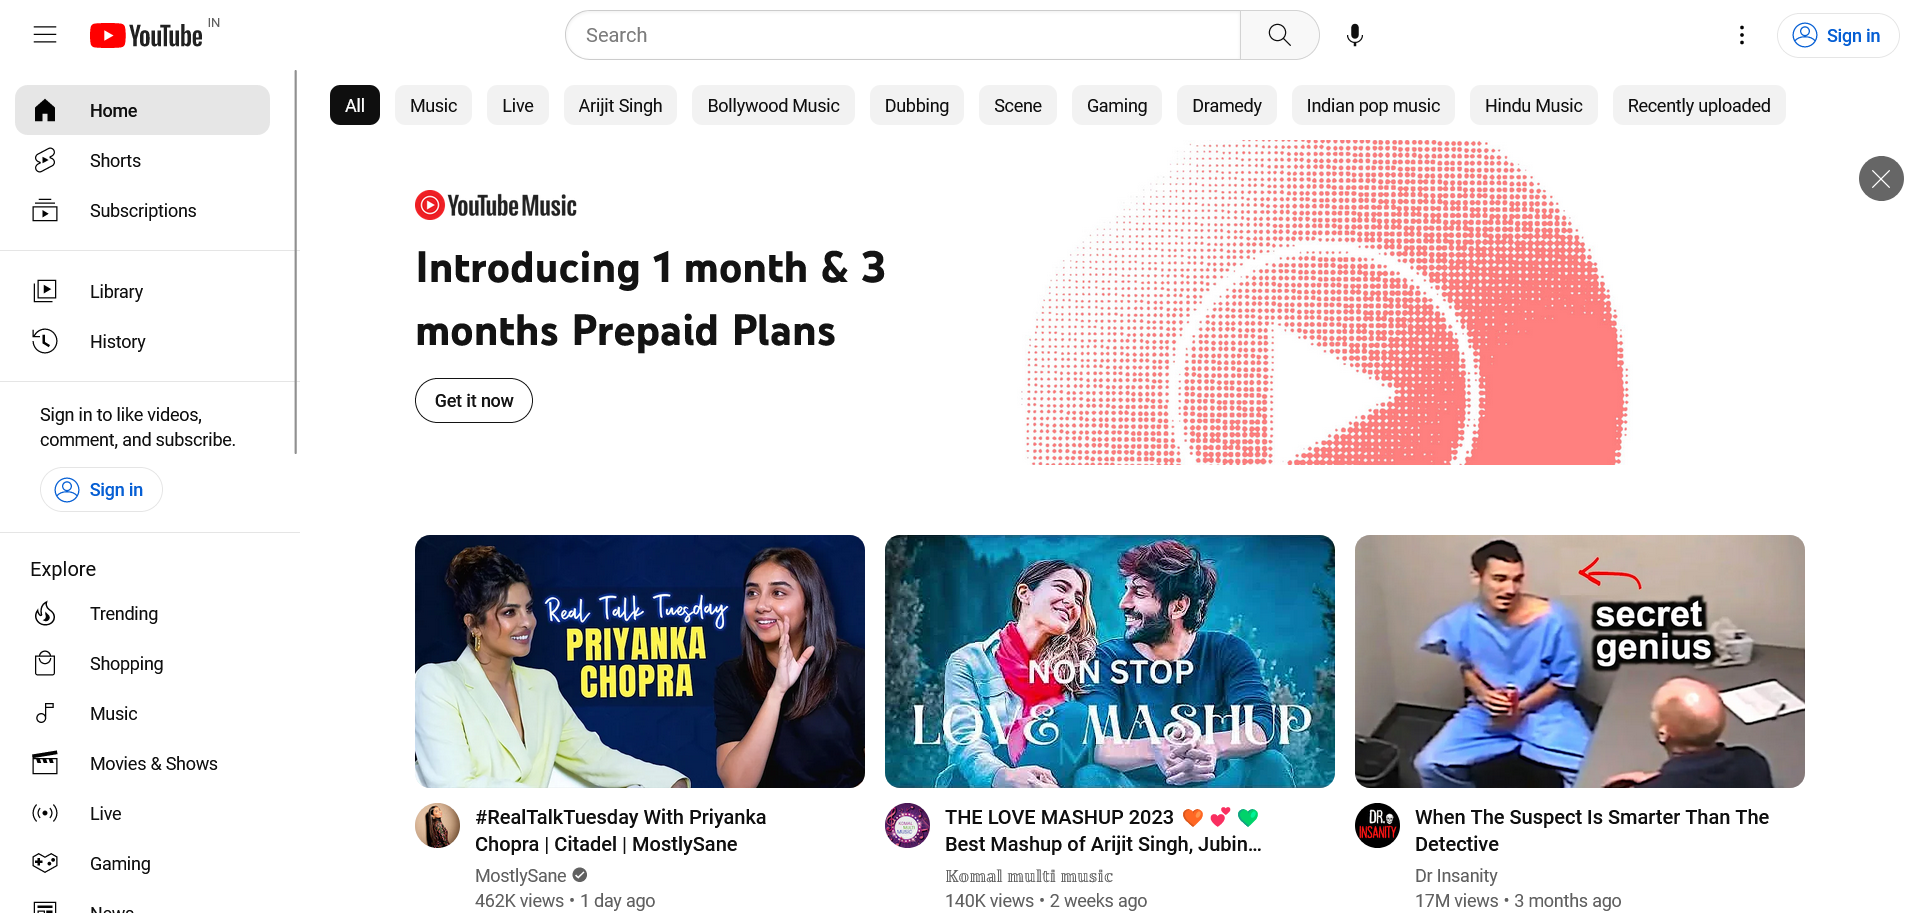 YouTube IN
Search
Sign in
Home
Shorts
Subscriptions
Library
History
Sign in to like videos,
comment, and subscribe.
Sign in
Explore
Trending
Shopping
Music
Movies & Shows
Live
Gaming
News
All
Music
Live
Arijit Singh
Bollywood Music
Dubbing
Scene
Gaming
Dramedy
Indian pop music
Hindu Music
Recently uploaded
YouTube Music
Introducing 1 month & 3
months Prepaid Plans
Get it now
Real Talk Tuesday
PRIYANKA
CHOPRA
#RealTalkTuesday With Priyanka
Chopra | Citadel | MostlySane
MostlySane
462K views • 1 day ago
NON STOP
LOVE MASHUP
THE LOVE MASHUP 2023 🧡 💕 💚
Best Mashup of Arijit Singh, Jubin...
𝕂𝕠𝕞𝕒𝕝 𝕞𝕦𝕝𝕥𝕚 𝕞𝕦𝕤𝕚𝕔
140K views • 2 weeks ago
secret
genius
DR.
INSANITY
When The Suspect Is Smarter Than The
Detective
Dr Insanity
17M views • 3 months ago